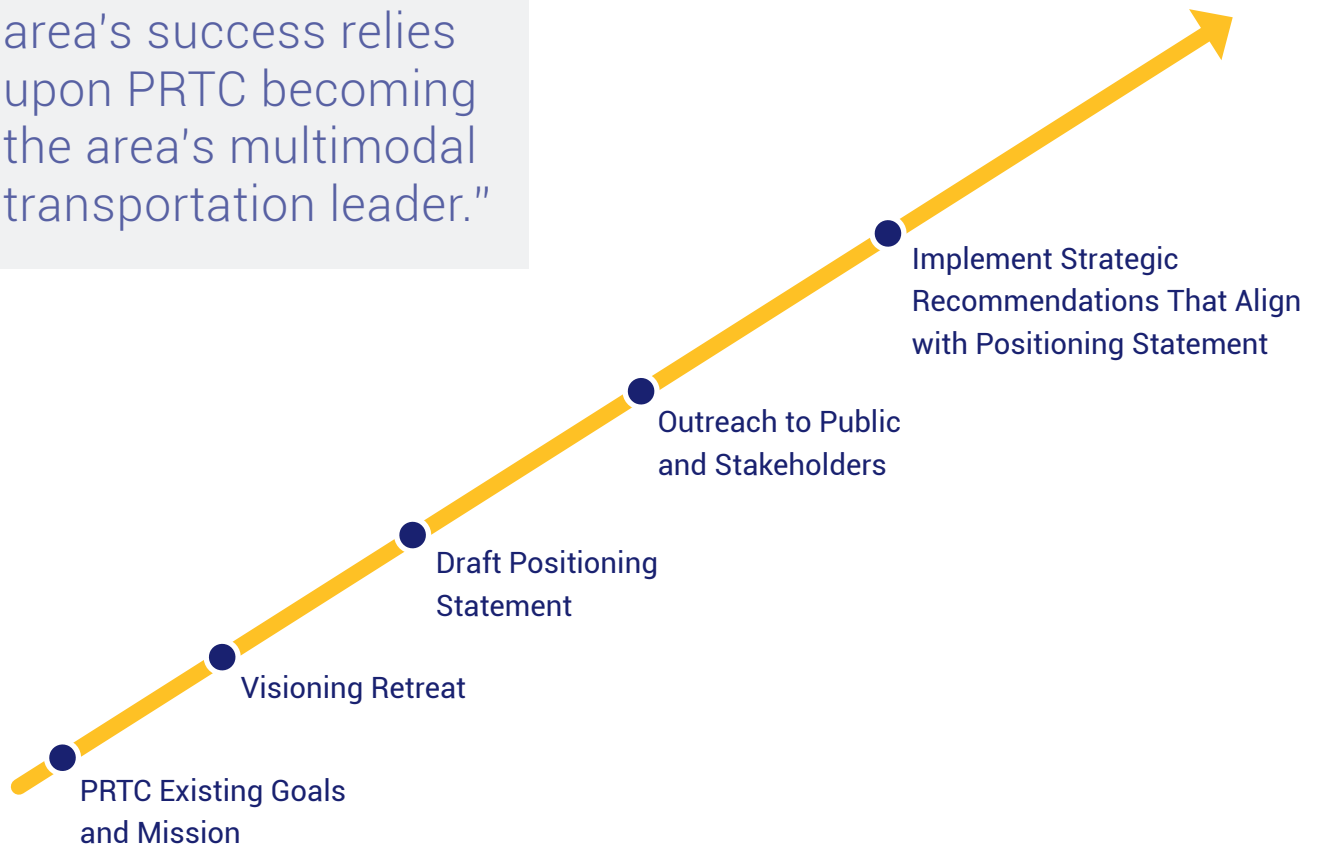 area's success relies
upon PRTC becoming
the area's multimodal
transportation leader."
Implement Strategic
Recommendations That Align
with Positioning Statement
Outreach to Public
and Stakeholders
Draft Positioning
Statement
Visioning Retreat
PRTC Existing Goals
and Mission